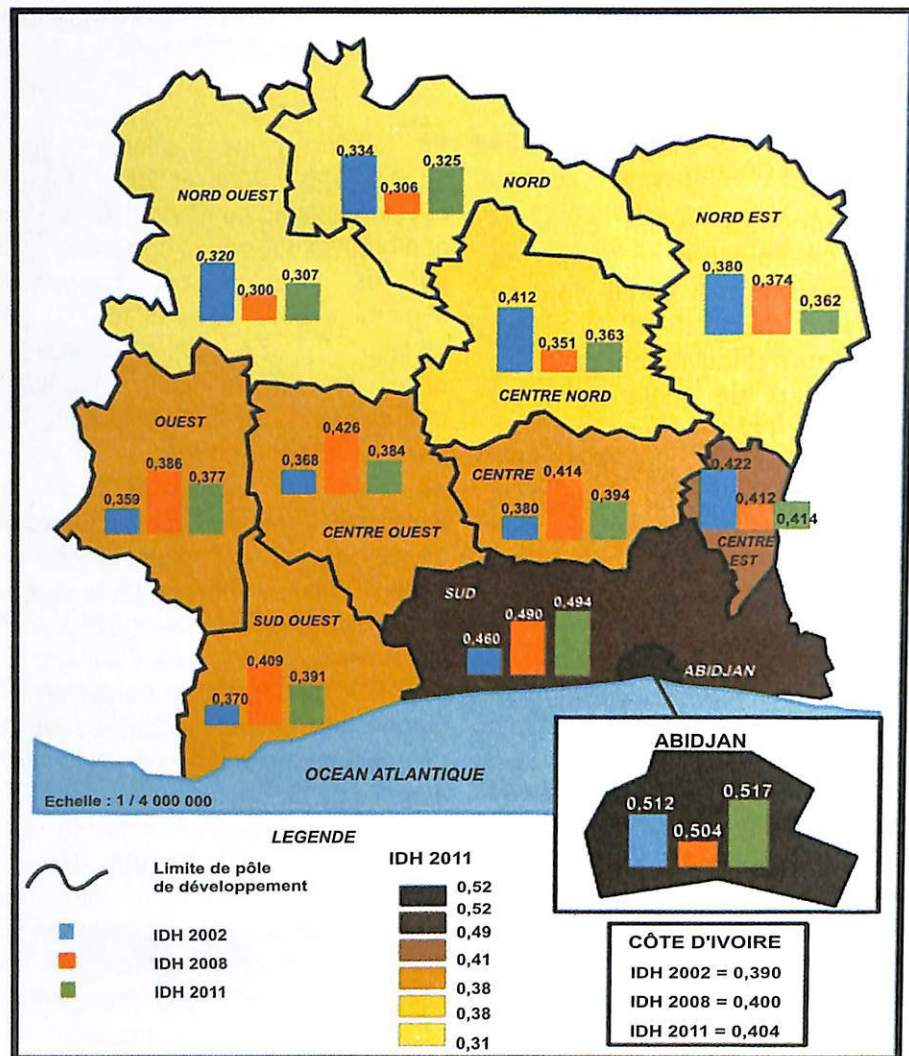 0,334
0,306
0,325
NORD
NORD OUEST
0,320
0,300
0,307
NORD EST
0,380
0,374
0,362
0,412
0,351
0,363
CENTRE NORD
OUEST
0,359
0,386
0,377
0,368
0,426
0,384
CENTRE OUEST
CENTRE
0,380
0,414
0,394
0,422
0,412
0,414
CENTRE
EST
SUD
0,460
0,490
0,494
ABIDJAN
SUD OUEST
0,370
0,409
0,391
OCEAN ATLANTIQUE
Echelle : 1 / 4 000 000
ABIDJAN
0,512
0,504
0,517
LEGENDE
Limite de pôle
de développement
IDH 2002
IDH 2008
IDH 2011
IDH 2011
0,52
0,52
0,49
0,41
0,38
0,38
0,31
CÔTE D'IVOIRE
IDH 2002 = 0,390
IDH 2008 = 0,400
IDH 2011 = 0,404